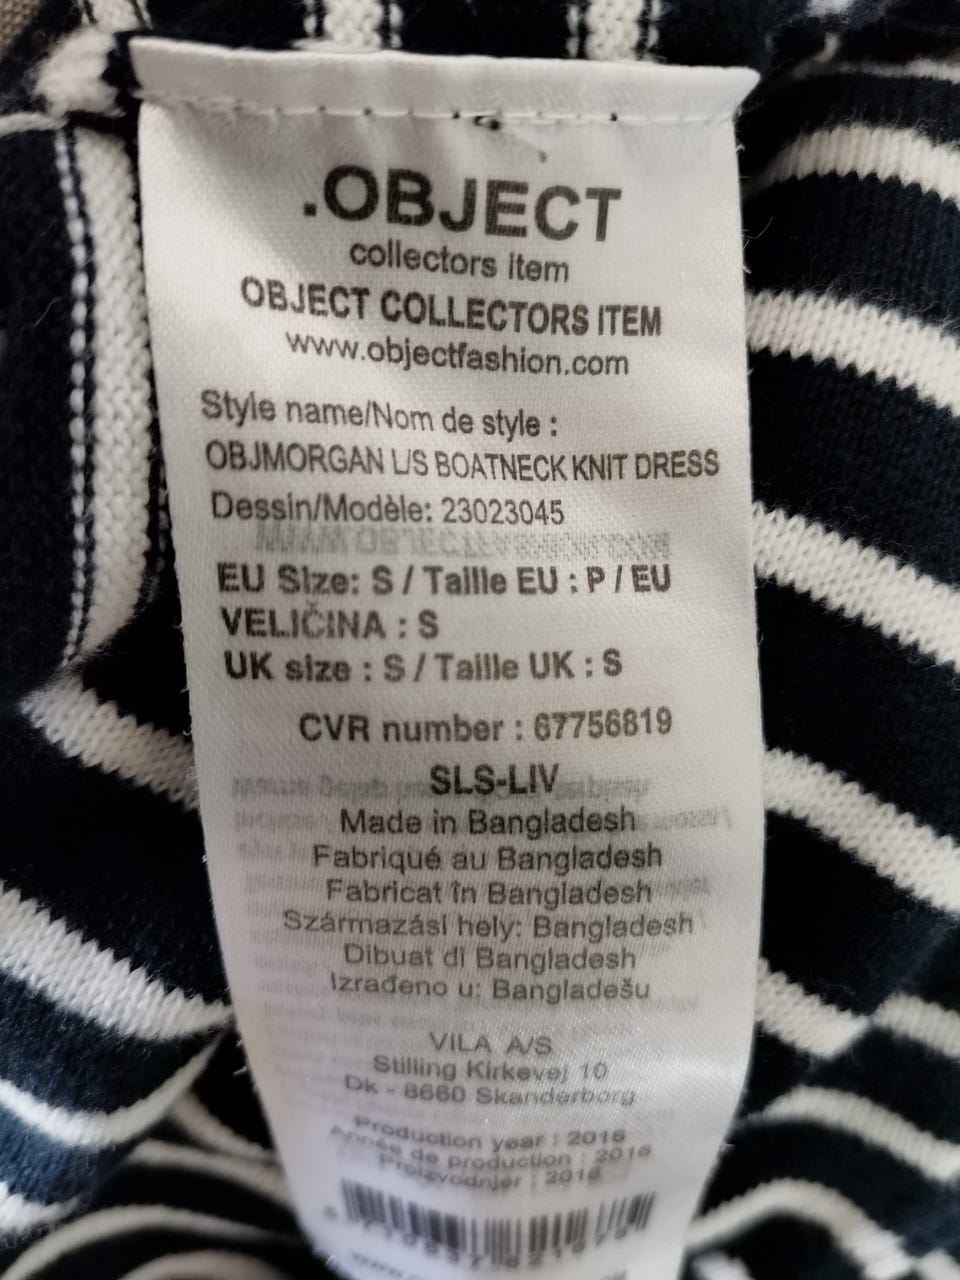 .OBJECT
collectors item
OBJECT COLLECTORS ITEM
www.objectfashion.com
Style name/Nom de style :
OBJMORGAN L/S BOATNECK KNIT DRESS
Dessin/Modèle: 23023045
EU Size: S / Taille EU : P / EU
VELIČINA : S
UK size : S / Taille UK : S
CVR number : 67756819
SLS-LIV
Made in Bangladesh
Fabriqué au Bangladesh
Fabricat în Bangladesh
Származási hely: Bangladesh
Dibuat di Bangladesh
Izrađeno u: Bangladešu
VILA A/S
Stilling Kirkevej 10
Dk - 8660 Skanderborg
Production year : 2016
Année de production : 2016
Proizvodnjer : 2016